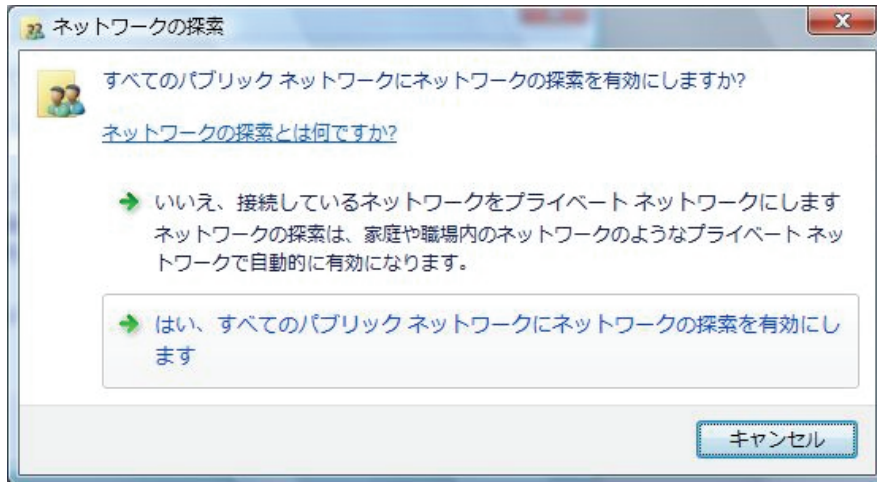 ネットワークの探索
すべてのパブリック ネットワークにネットワークの探索を有効にしますか?
ネットワークの探索とは何ですか?
いいえ、接続しているネットワークをプライベート ネットワークにします
ネットワークの探索は、家庭や職場内のネットワークのようなプライベート ネッ
トワークで自動的に有効になります。
はい、すべてのパブリック ネットワークにネットワークの探索を有効にし
ます
キャンセル